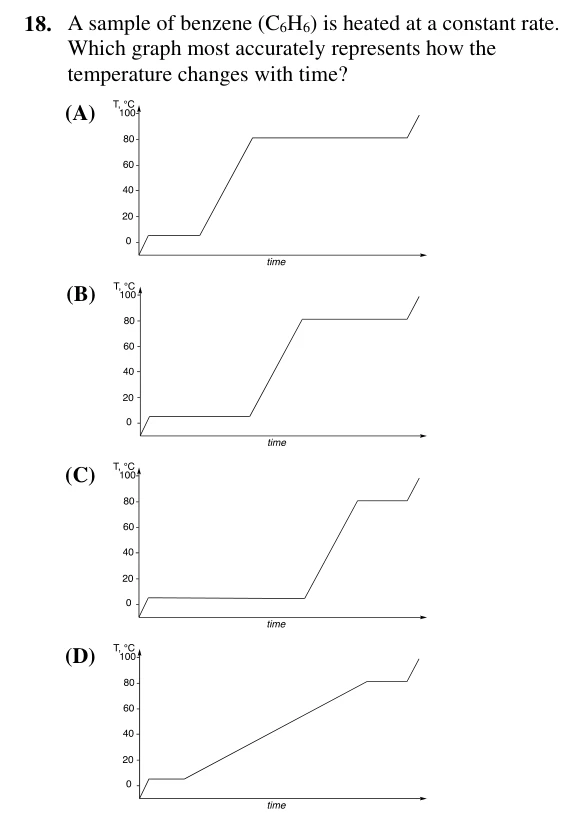 18. A sample of benzene (C₆H₆) is heated at a constant rate.
Which graph most accurately represents how the
temperature changes with time?
(A)
T, °C
100
80
60
40
20
0
time
(B)
T, °C
100
80
60
40
20
0
time
(C)
T, °C
100
80
60
40
20
0
time
(D)
T, °C
100
80
60
40
20
0
time